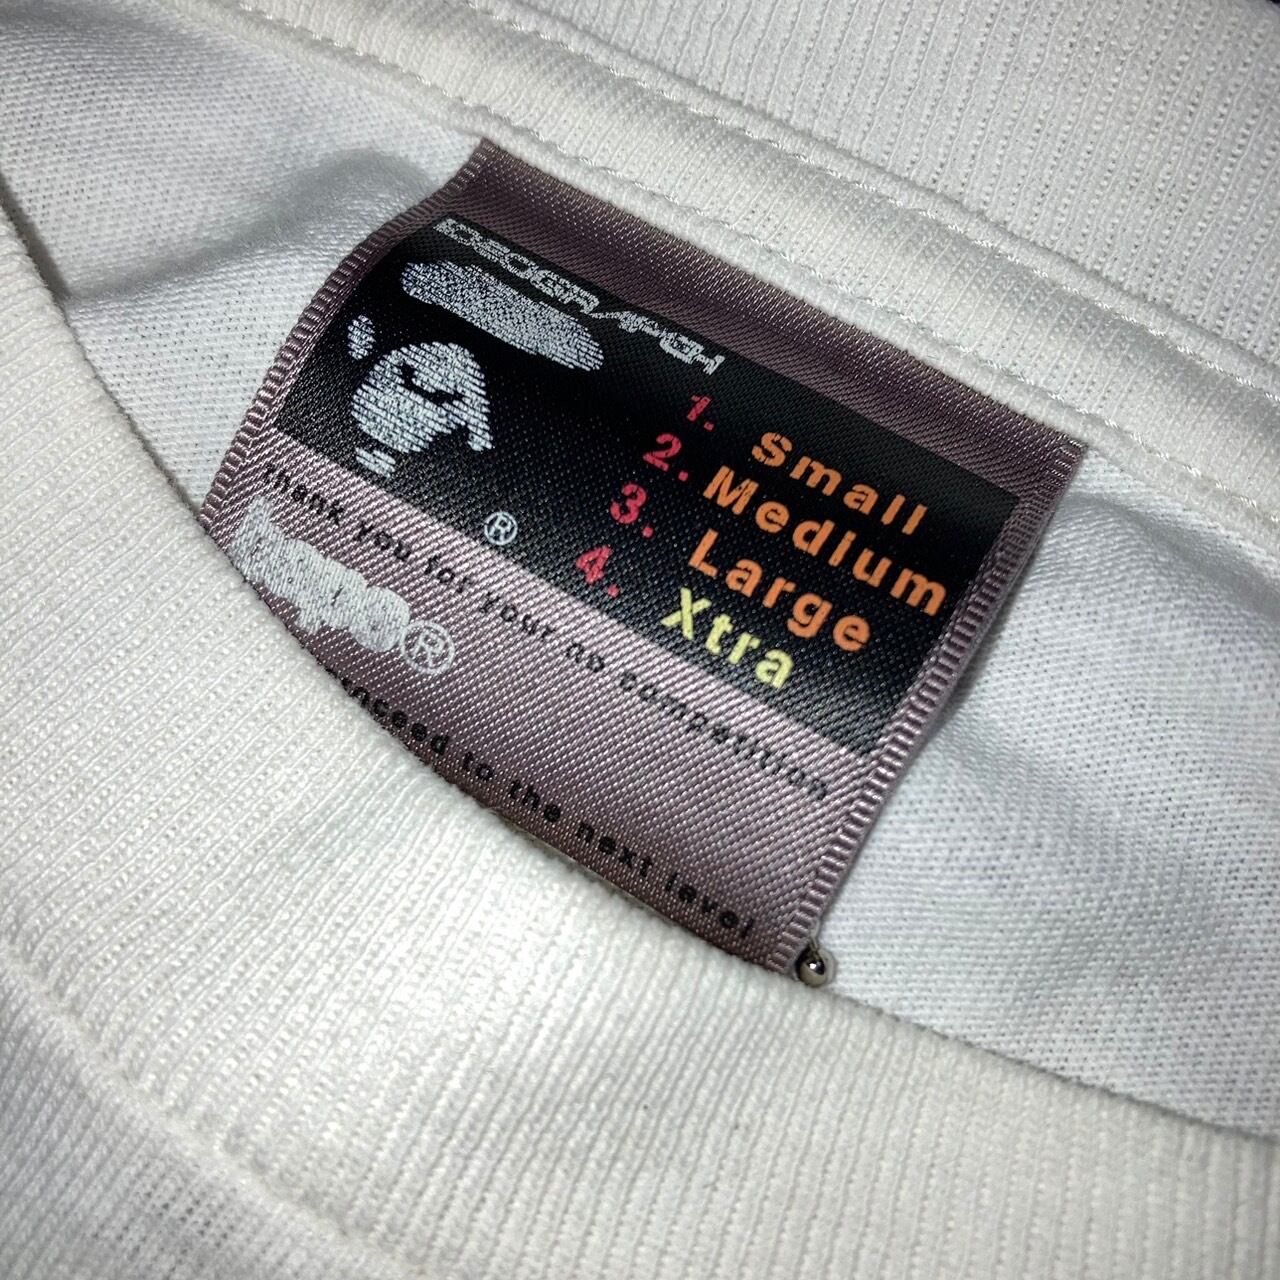 1. Small
2. Medium
3. Large
4. Xtra
®
Thank you for your no competition
®
to the next level